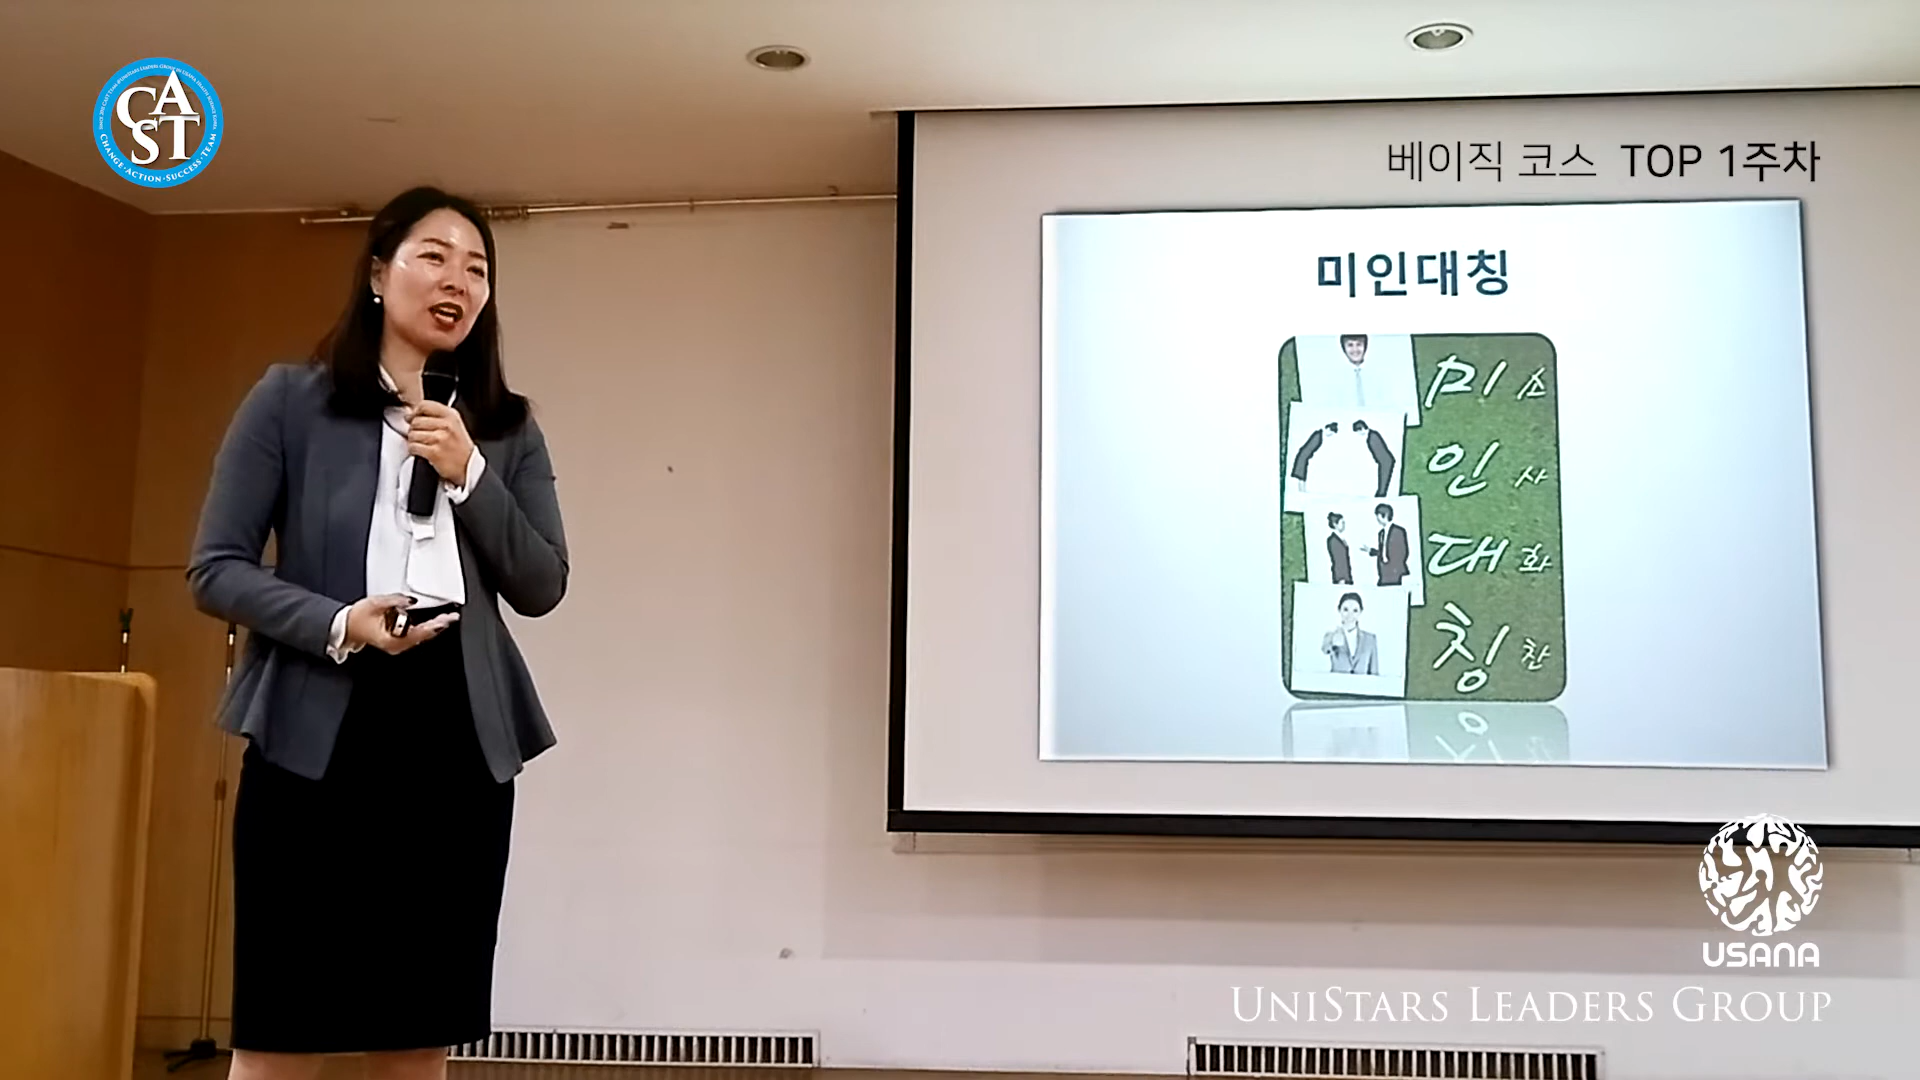 CAST
CHANGE · ACTION · SUCCESS · TEAM
베이직 코스 TOP 1주차
미인대칭
미소
인사
대화
칭찬
USANA
UNISTARS LEADERS GROUP